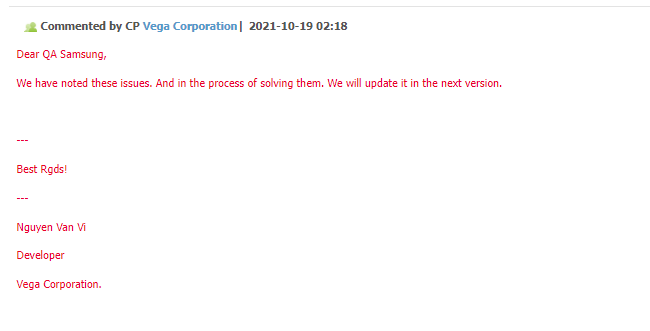 Commented by CP Vega Corporation| 2021-10-19 02:18
Dear QA Samsung,
We have noted these issues. And in the process of solving them. We will update it in the next version.
---
Best Rgds!
---
Nguyen Van Vi
Developer
Vega Corporation.